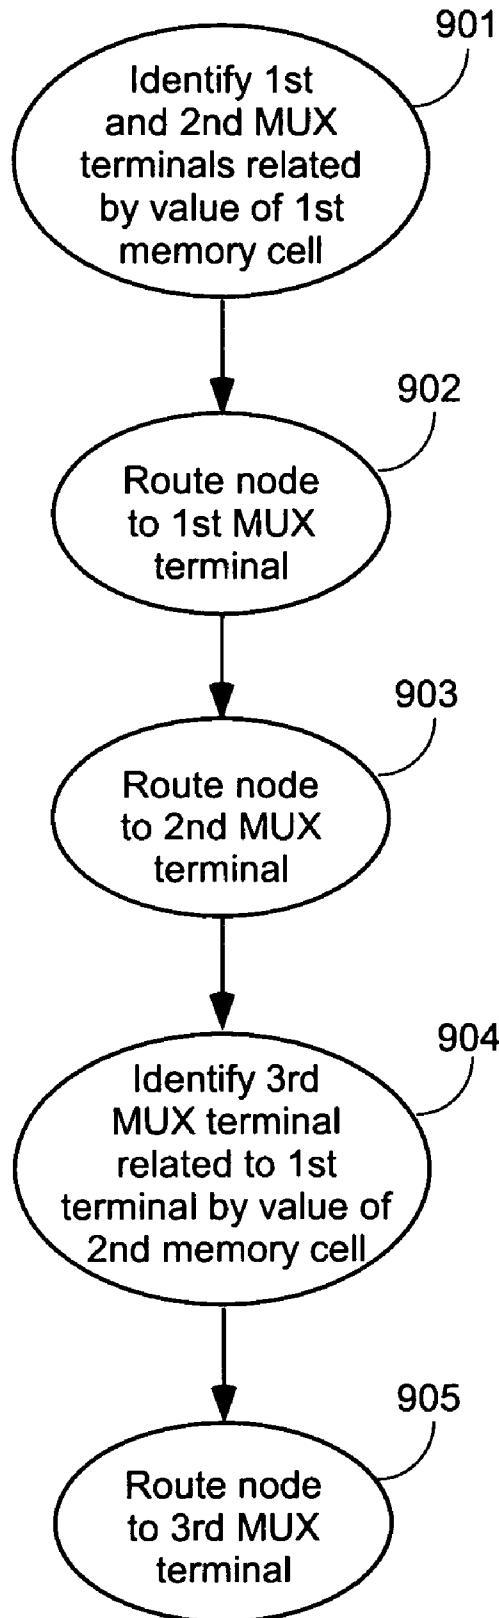 901
Identify 1st
and 2nd MUX
terminals related
by value of 1st
memory cell
902
Route node
to 1st MUX
terminal
903
Route node
to 2nd MUX
terminal
904
Identify 3rd
MUX terminal
related to 1st
terminal by value of
2nd memory cell
905
Route node
to 3rd MUX
terminal